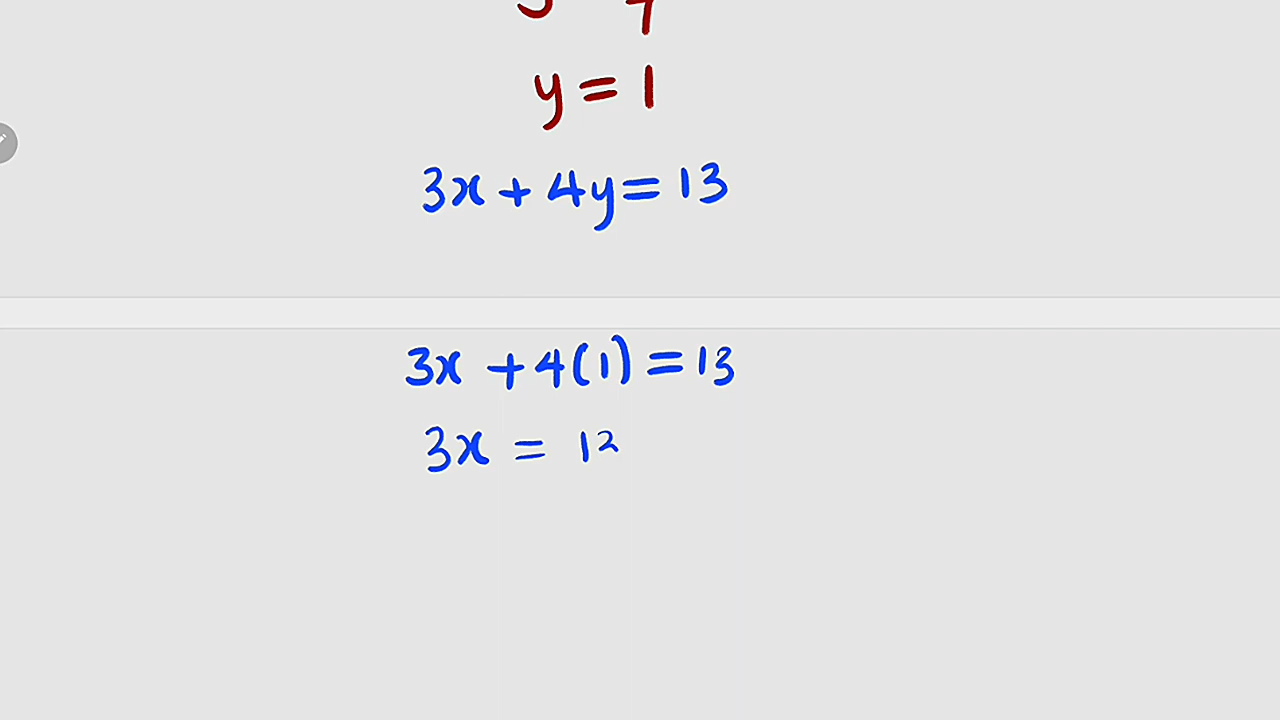 y = 1
3x + 4y = 13
3x + 4(1) = 13
3x = 12